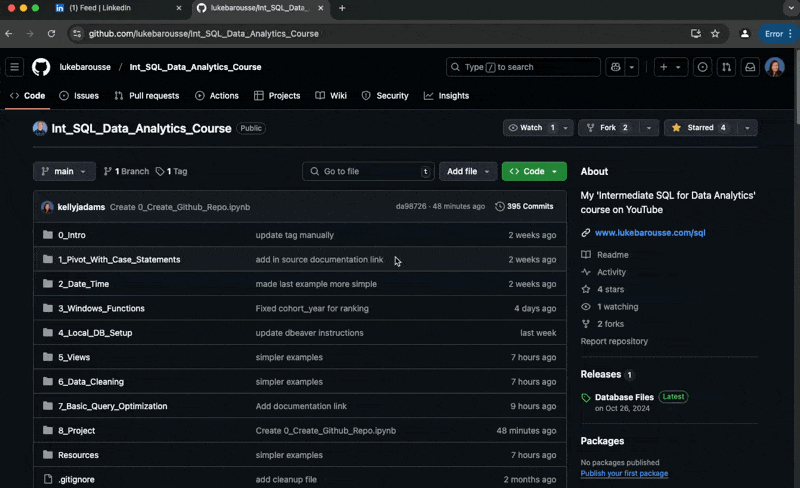 (1) Feed | LinkedIn
lukebarousse/Int_SQL_Data_
github.com/lukebarousse/Int_SQL_Data_Analytics_Course
Error
lukebarousse / Int_SQL_Data_Analytics_Course
Type / to search
Code Issues Pull requests Actions Projects Wiki Security Insights
Int_SQL_Data_Analytics_Course Public
Watch 1 Fork 2 Starred 4
main 1 Branch 1 Tag Go to file t Add file Code
kellyjadams Create 0_Create_Github_Repo.ipynb da98726 · 48 minutes ago 395 Commits
0_Intro update tag manually 2 weeks ago
1_Pivot_With_Case_Statements add in source documentation link 2 weeks ago
2_Date_Time made last example more simple 2 weeks ago
3_Windows_Functions Fixed cohort_year for ranking 4 days ago
4_Local_DB_Setup update dbeaver instructions last week
5_Views simpler examples 7 hours ago
6_Data_Cleaning simpler examples 7 hours ago
7_Basic_Query_Optimization Add documentation link 9 hours ago
8_Project Create 0_Create_Github_Repo.ipynb 48 minutes ago
Resources simpler examples 7 hours ago
.gitignore add cleanup file 2 months ago
About
My 'Intermediate SQL for Data Analytics'
course on YouTube
www.lukebarousse.com/sql
Readme
Activity
4 stars
1 watching
2 forks
Report repository
Releases 1
Database Files Latest
on Oct 26, 2024
Packages
No packages published
Publish your first package